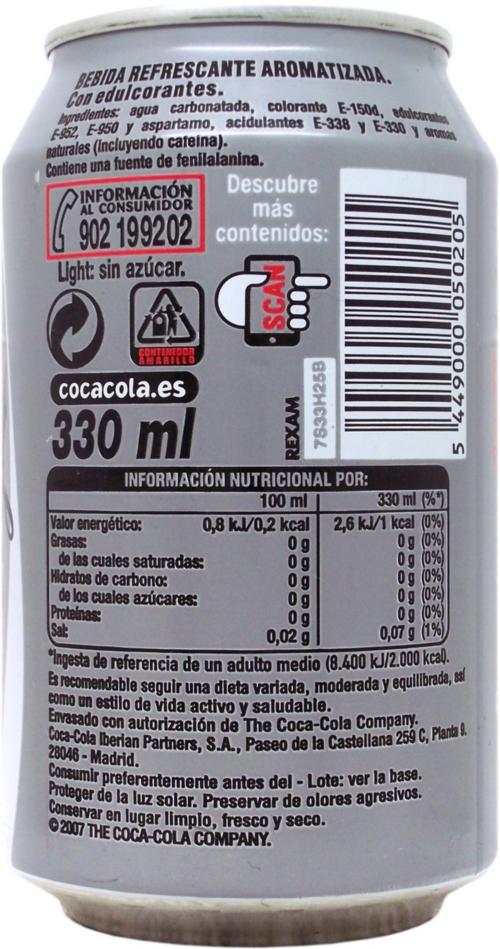 BEBIDA REFRESCANTE AROMATIZADA.
Con edulcorantes.
Ingredientes: agua carbonatada, colorante E-150d, edulcorantes
E-952, E-950 y aspartamo, acidulantes E-338 y E-330 y aromas
naturales (incluyendo cafeína).
Contiene una fuente de fenilalanina.
INFORMACIÓN
AL CONSUMIDOR
902 199202
Descubre
más
contenidos:
SCAN
Light: sin azúcar.
CONTENEDOR
AMARILLO
cocacola.es
330 ml
REXAM
7S33H25B
5 449000 050205
INFORMACIÓN NUTRICIONAL POR:
100 ml 330 ml (%*)
Valor energético: 0,8 kJ/0,2 kcal 2,6 kJ/1 kcal (0%)
Grasas: 0 g 0 g (0%)
de las cuales saturadas: 0 g 0 g (0%)
Hidratos de carbono: 0 g 0 g (0%)
de los cuales azúcares: 0 g 0 g (0%)
Proteínas: 0 g 0 g (0%)
Sal: 0,02 g 0,07 g (1%)
*Ingesta de referencia de un adulto medio (8.400 kJ/2.000 kcal).
Es recomendable seguir una dieta variada, moderada y equilibrada, así
como un estilo de vida activo y saludable.
Envasado con autorización de The Coca-Cola Company.
Coca-Cola Iberian Partners, S.A., Paseo de la Castellana 259 C, Planta 9.
28046 - Madrid.
Consumir preferentemente antes del - Lote: ver la base.
Proteger de la luz solar. Preservar de olores agresivos.
Conservar en lugar limpio, fresco y seco.
© 2007 THE COCA-COLA COMPANY.